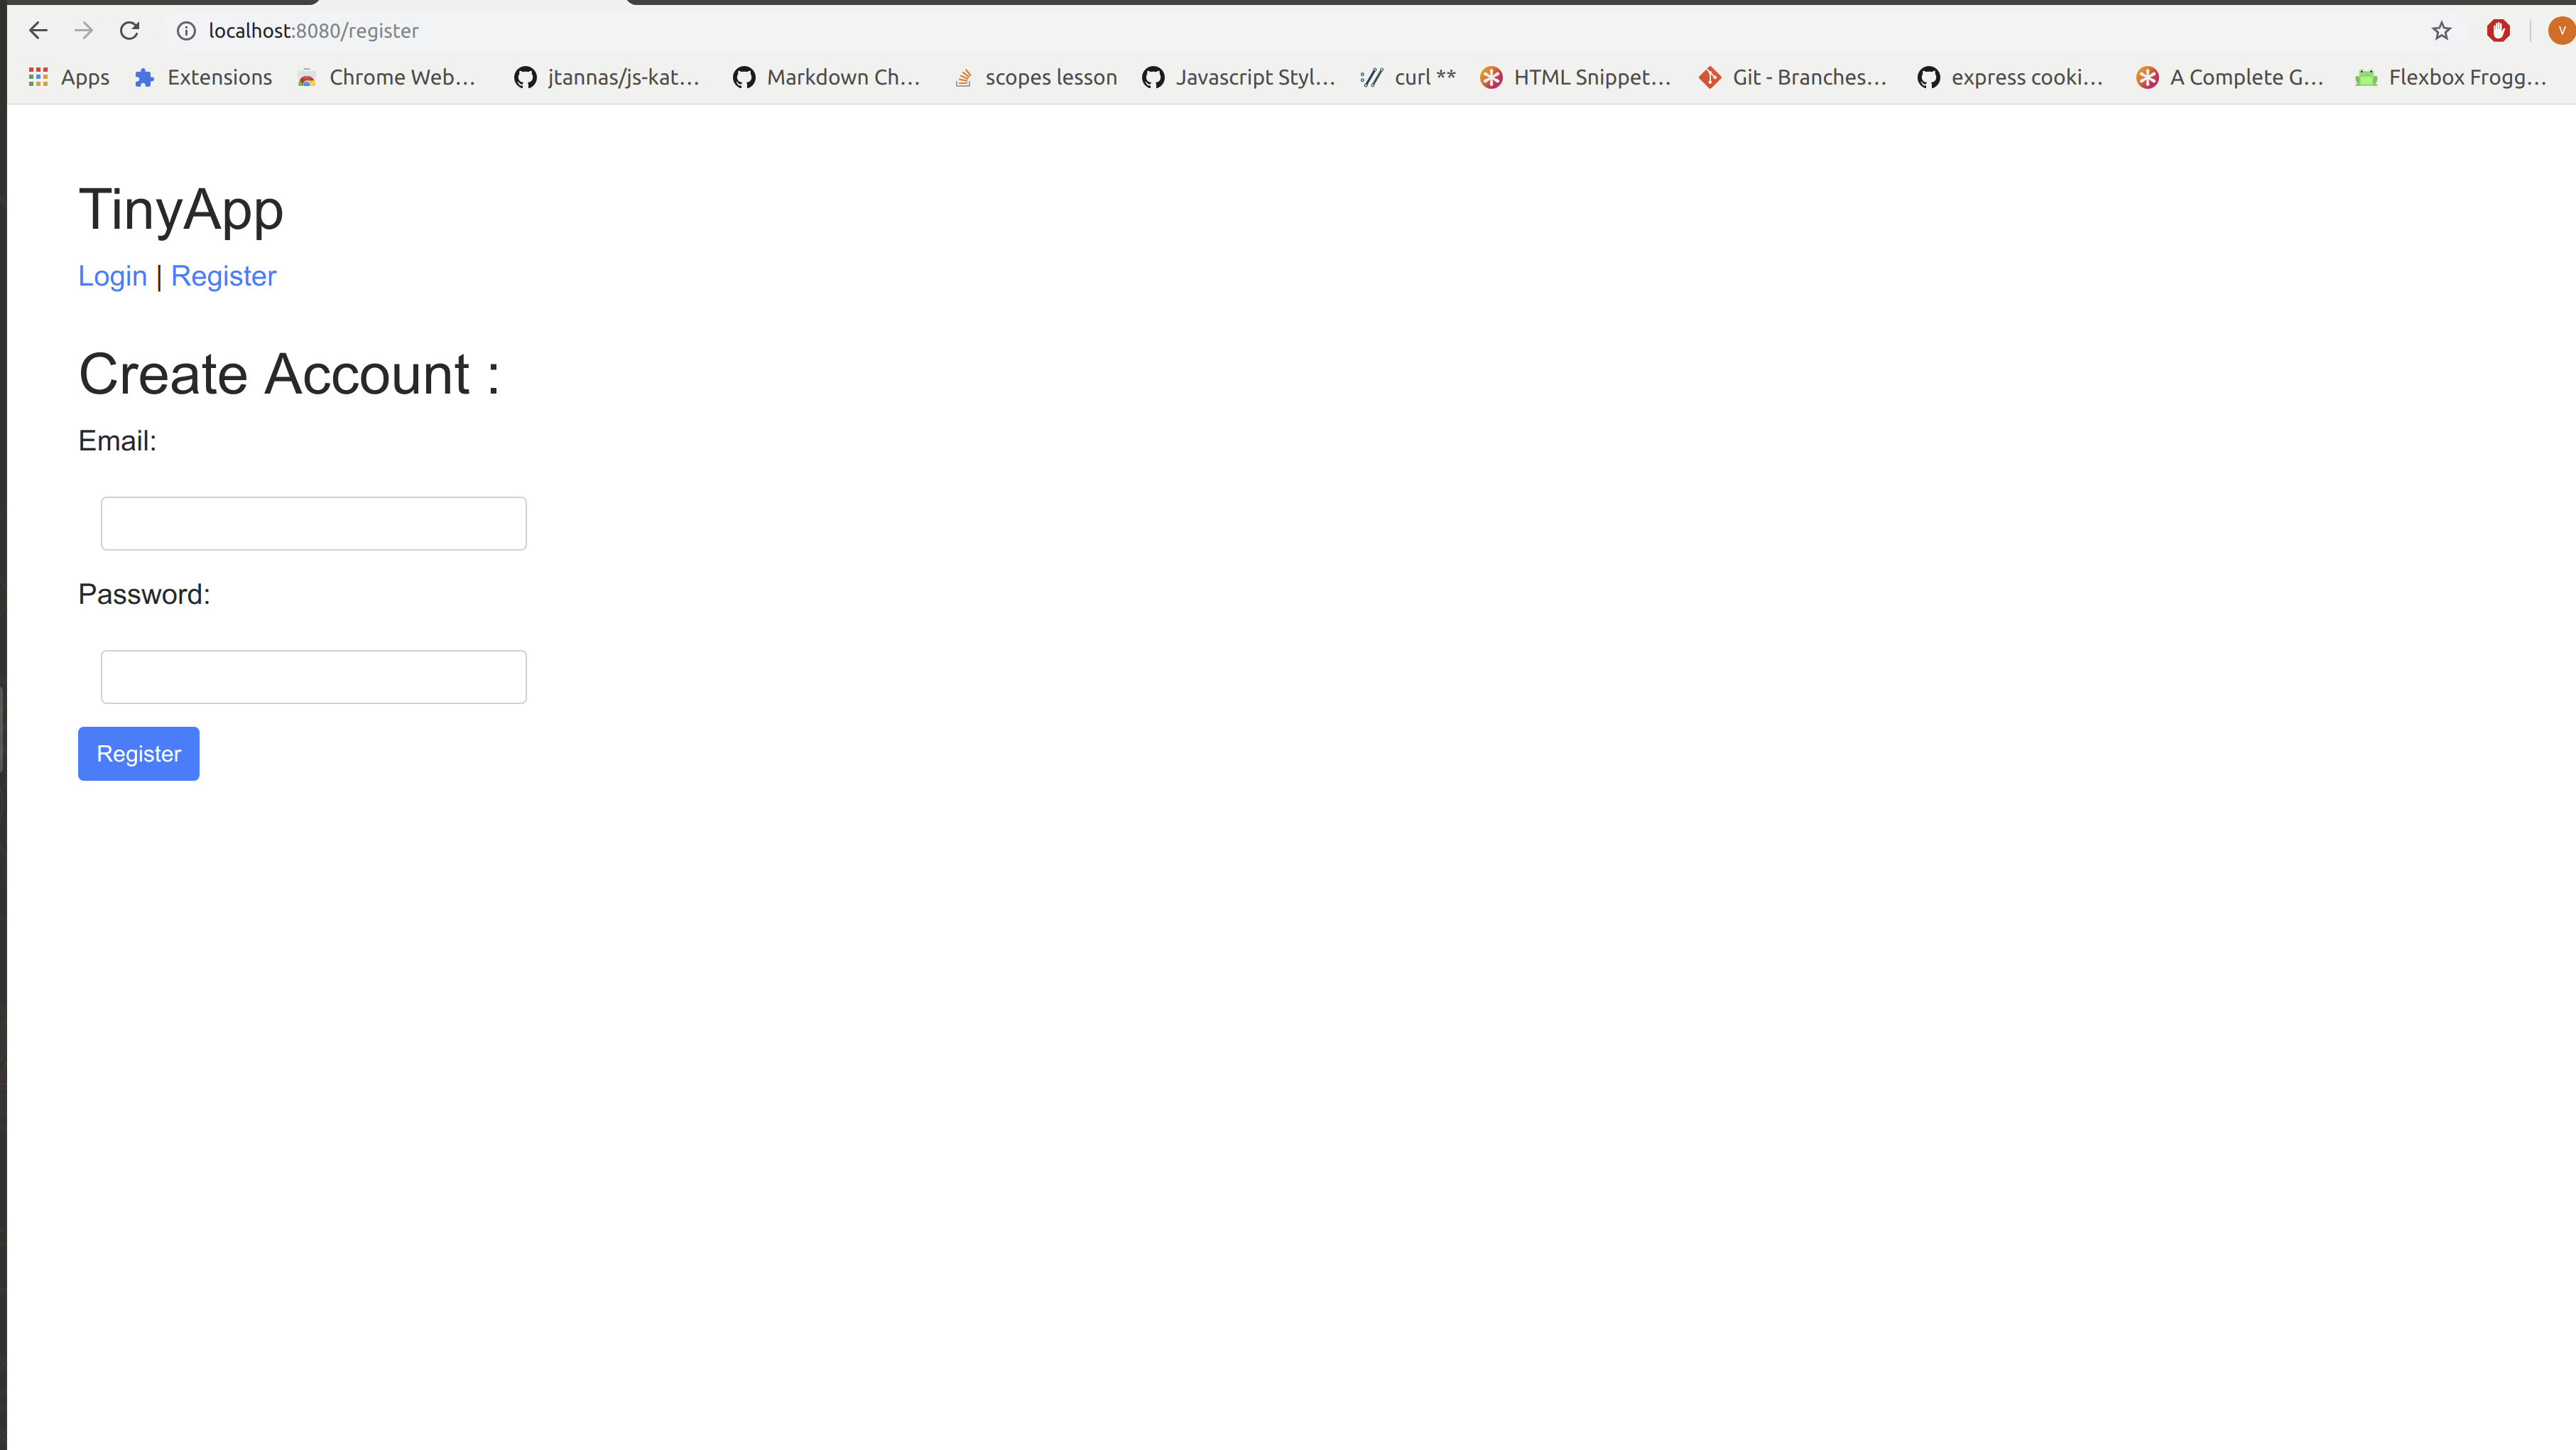 localhost:8080/register
V
Apps Extensions Chrome Web... jtannas/js-kat... Markdown Ch... scopes lesson Javascript Styl... curl ** HTML Snippet... Git - Branches... express cooki... A Complete G... Flexbox Frogg...
TinyApp
Login | Register
Create Account :
Email:
Password:
Register